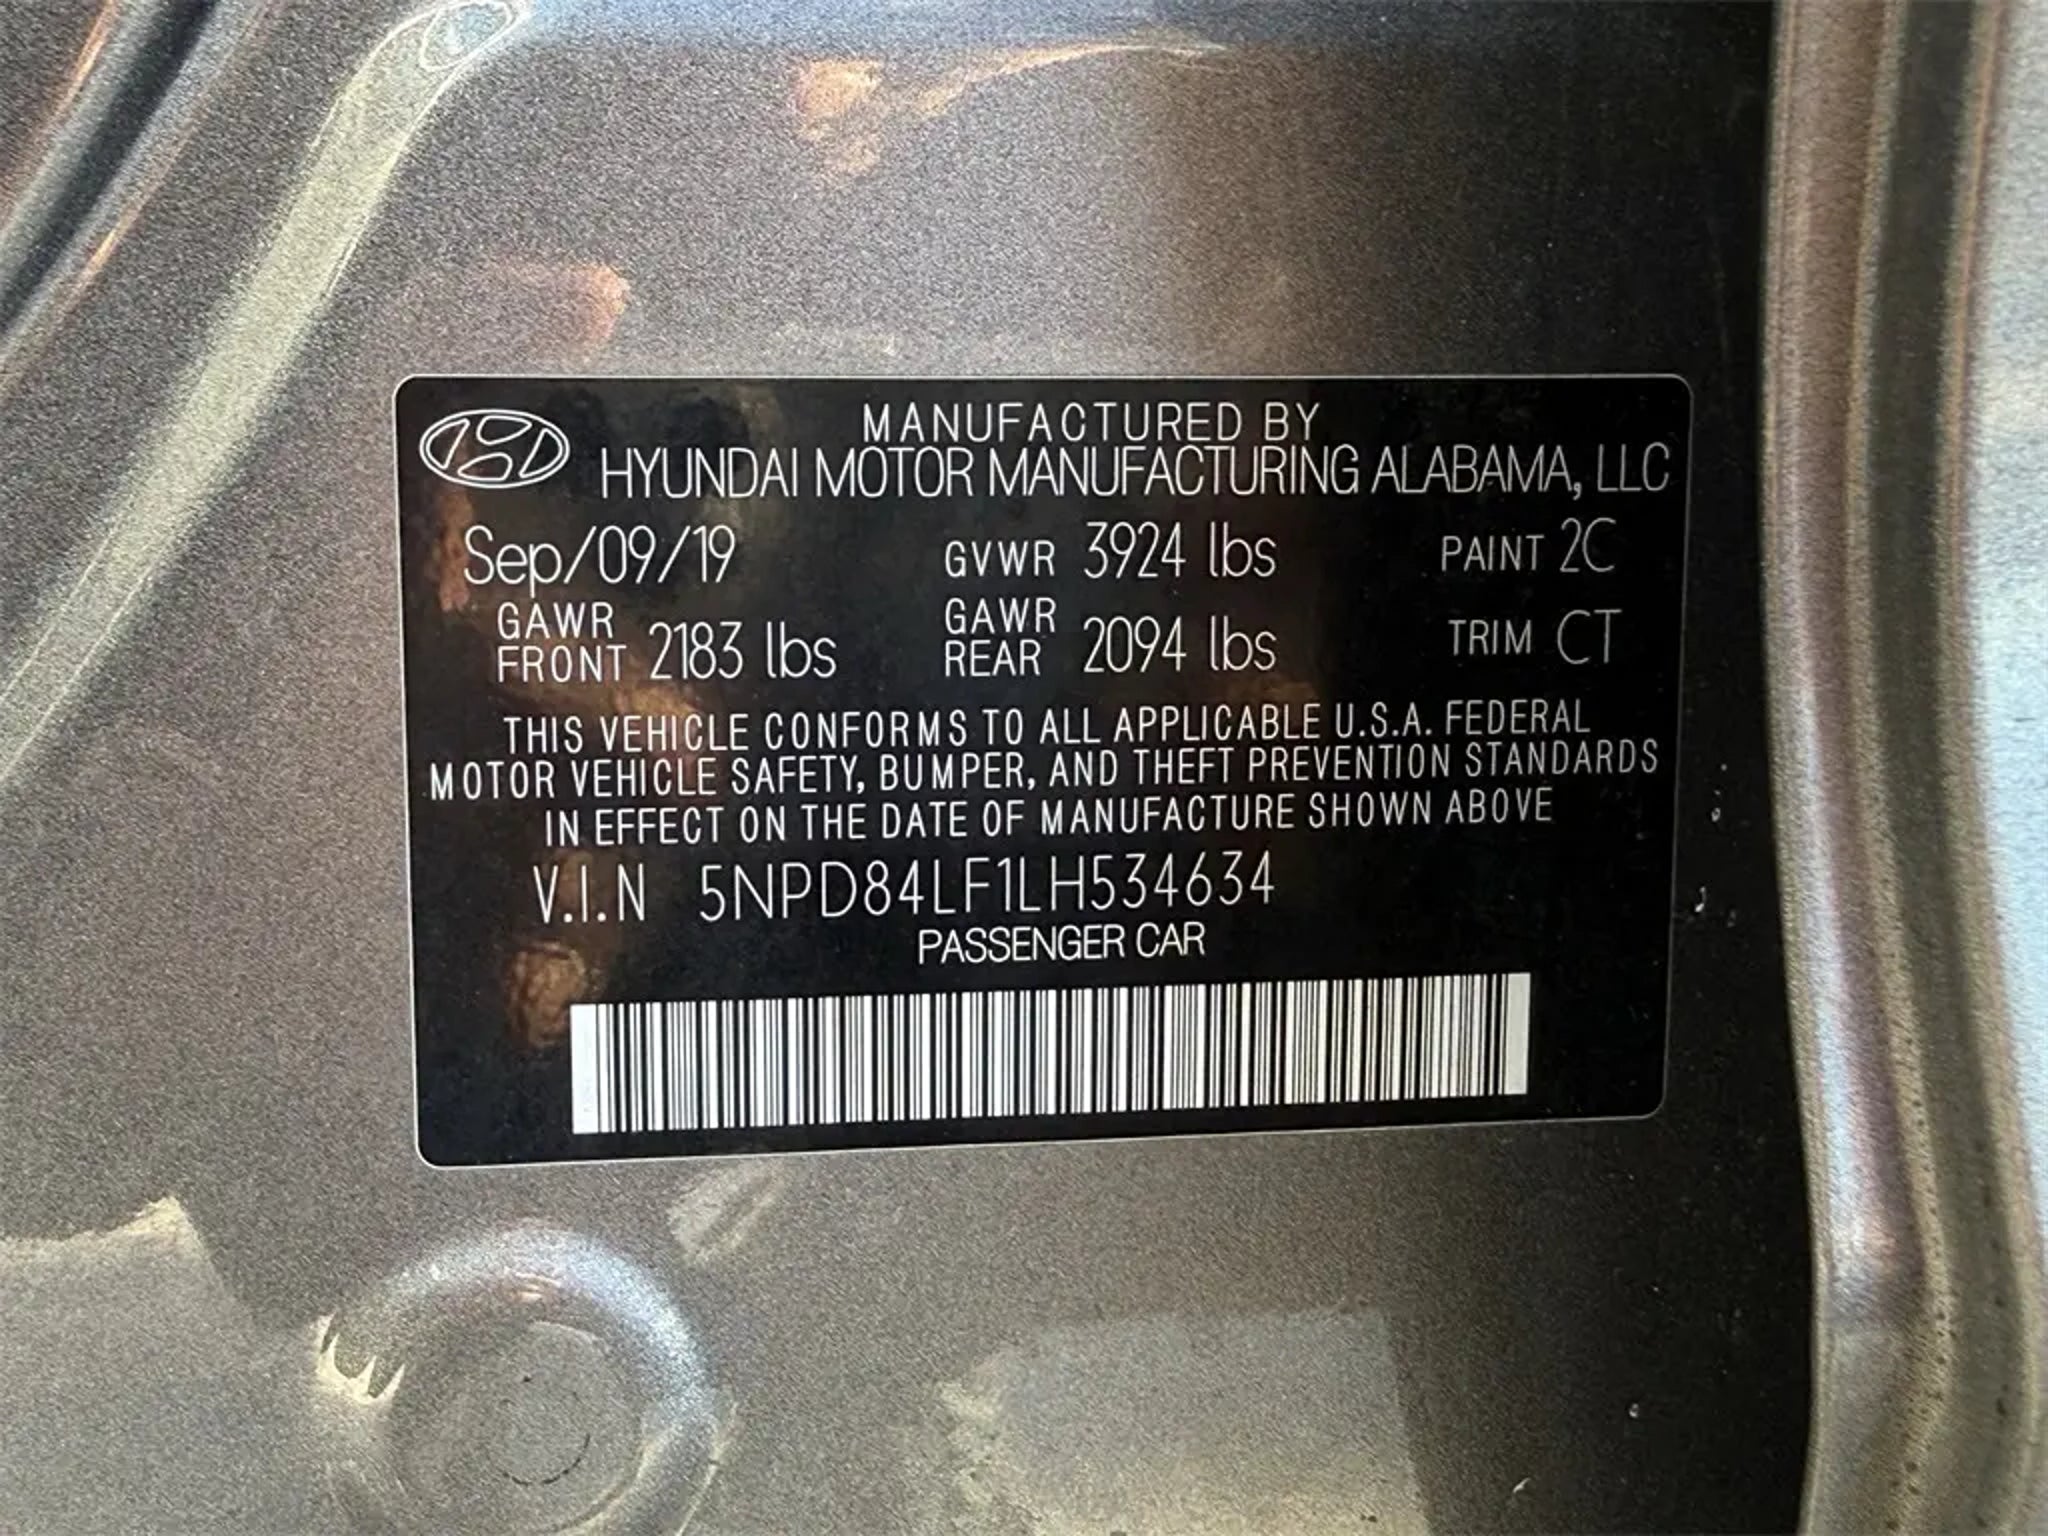 MANUFACTURED BY
HYUNDAI MOTOR MANUFACTURING ALABAMA, LLC
Sep/09/19 GVWR 3924 lbs PAINT 2C
GAWR FRONT 2183 lbs GAWR REAR 2094 lbs TRIM CT
THIS VEHICLE CONFORMS TO ALL APPLICABLE U.S.A. FEDERAL
MOTOR VEHICLE SAFETY, BUMPER, AND THEFT PREVENTION STANDARDS
IN EFFECT ON THE DATE OF MANUFACTURE SHOWN ABOVE
V.I.N 5NPD84LF1LH534634
PASSENGER CAR